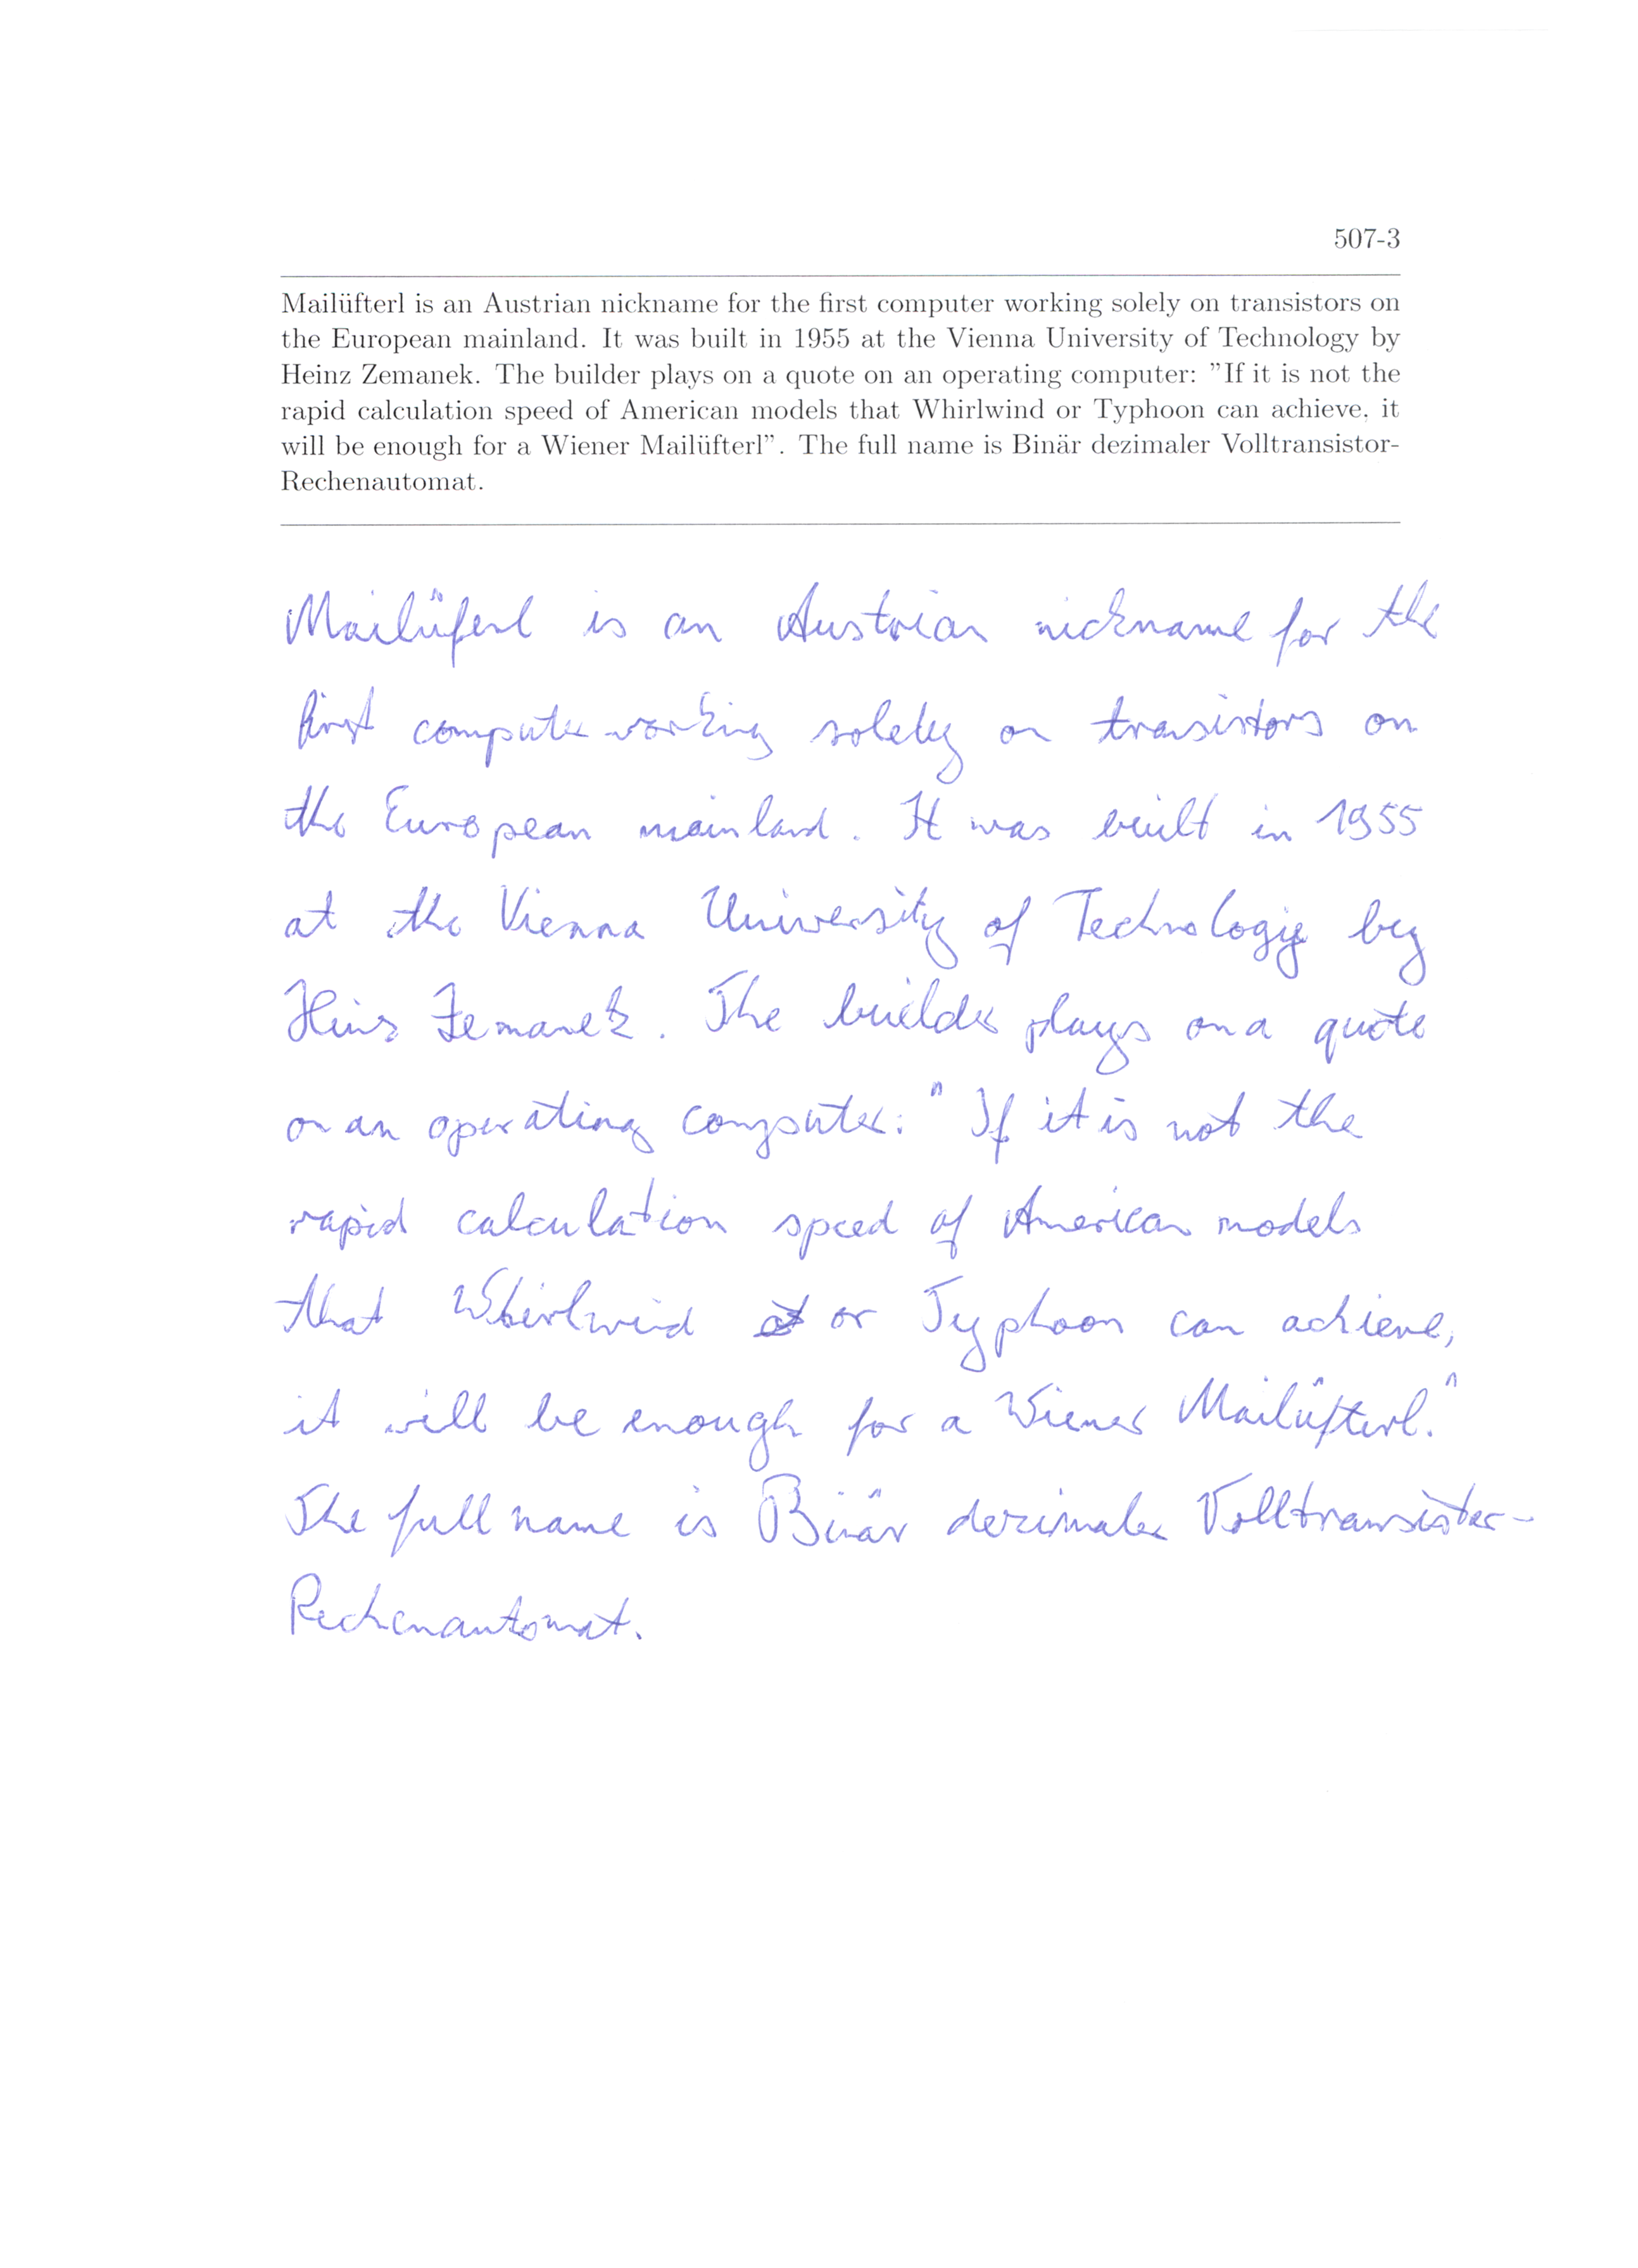 507-3
Mailüfterl is an Austrian nickname for the first computer working solely on transistors on
the European mainland. It was built in 1955 at the Vienna University of Technology by
Heinz Zemanek. The builder plays on a quote on an operating computer: "If it is not the
rapid calculation speed of American models that Whirlwind or Typhoon can achieve, it
will be enough for a Wiener Mailüfterl". The full name is Binär dezimaler Volltransistor-
Rechenautomat.
Mailüferl is an Austrian nickname for the
first computer working solely on transistors on
the European mainland. It was built in 1955
at the Vienna University of Technology by
Heinz Zemanek. The builder plays on a quote
on an operating computer: "If it is not the
rapid calculation speed of American models
that Whirlwind or Typhoon can achieve,
it will be enough for a Wiener Mailüfterl."
The full name is Binär dezimaler Volltransistor-
Rechenautomat.